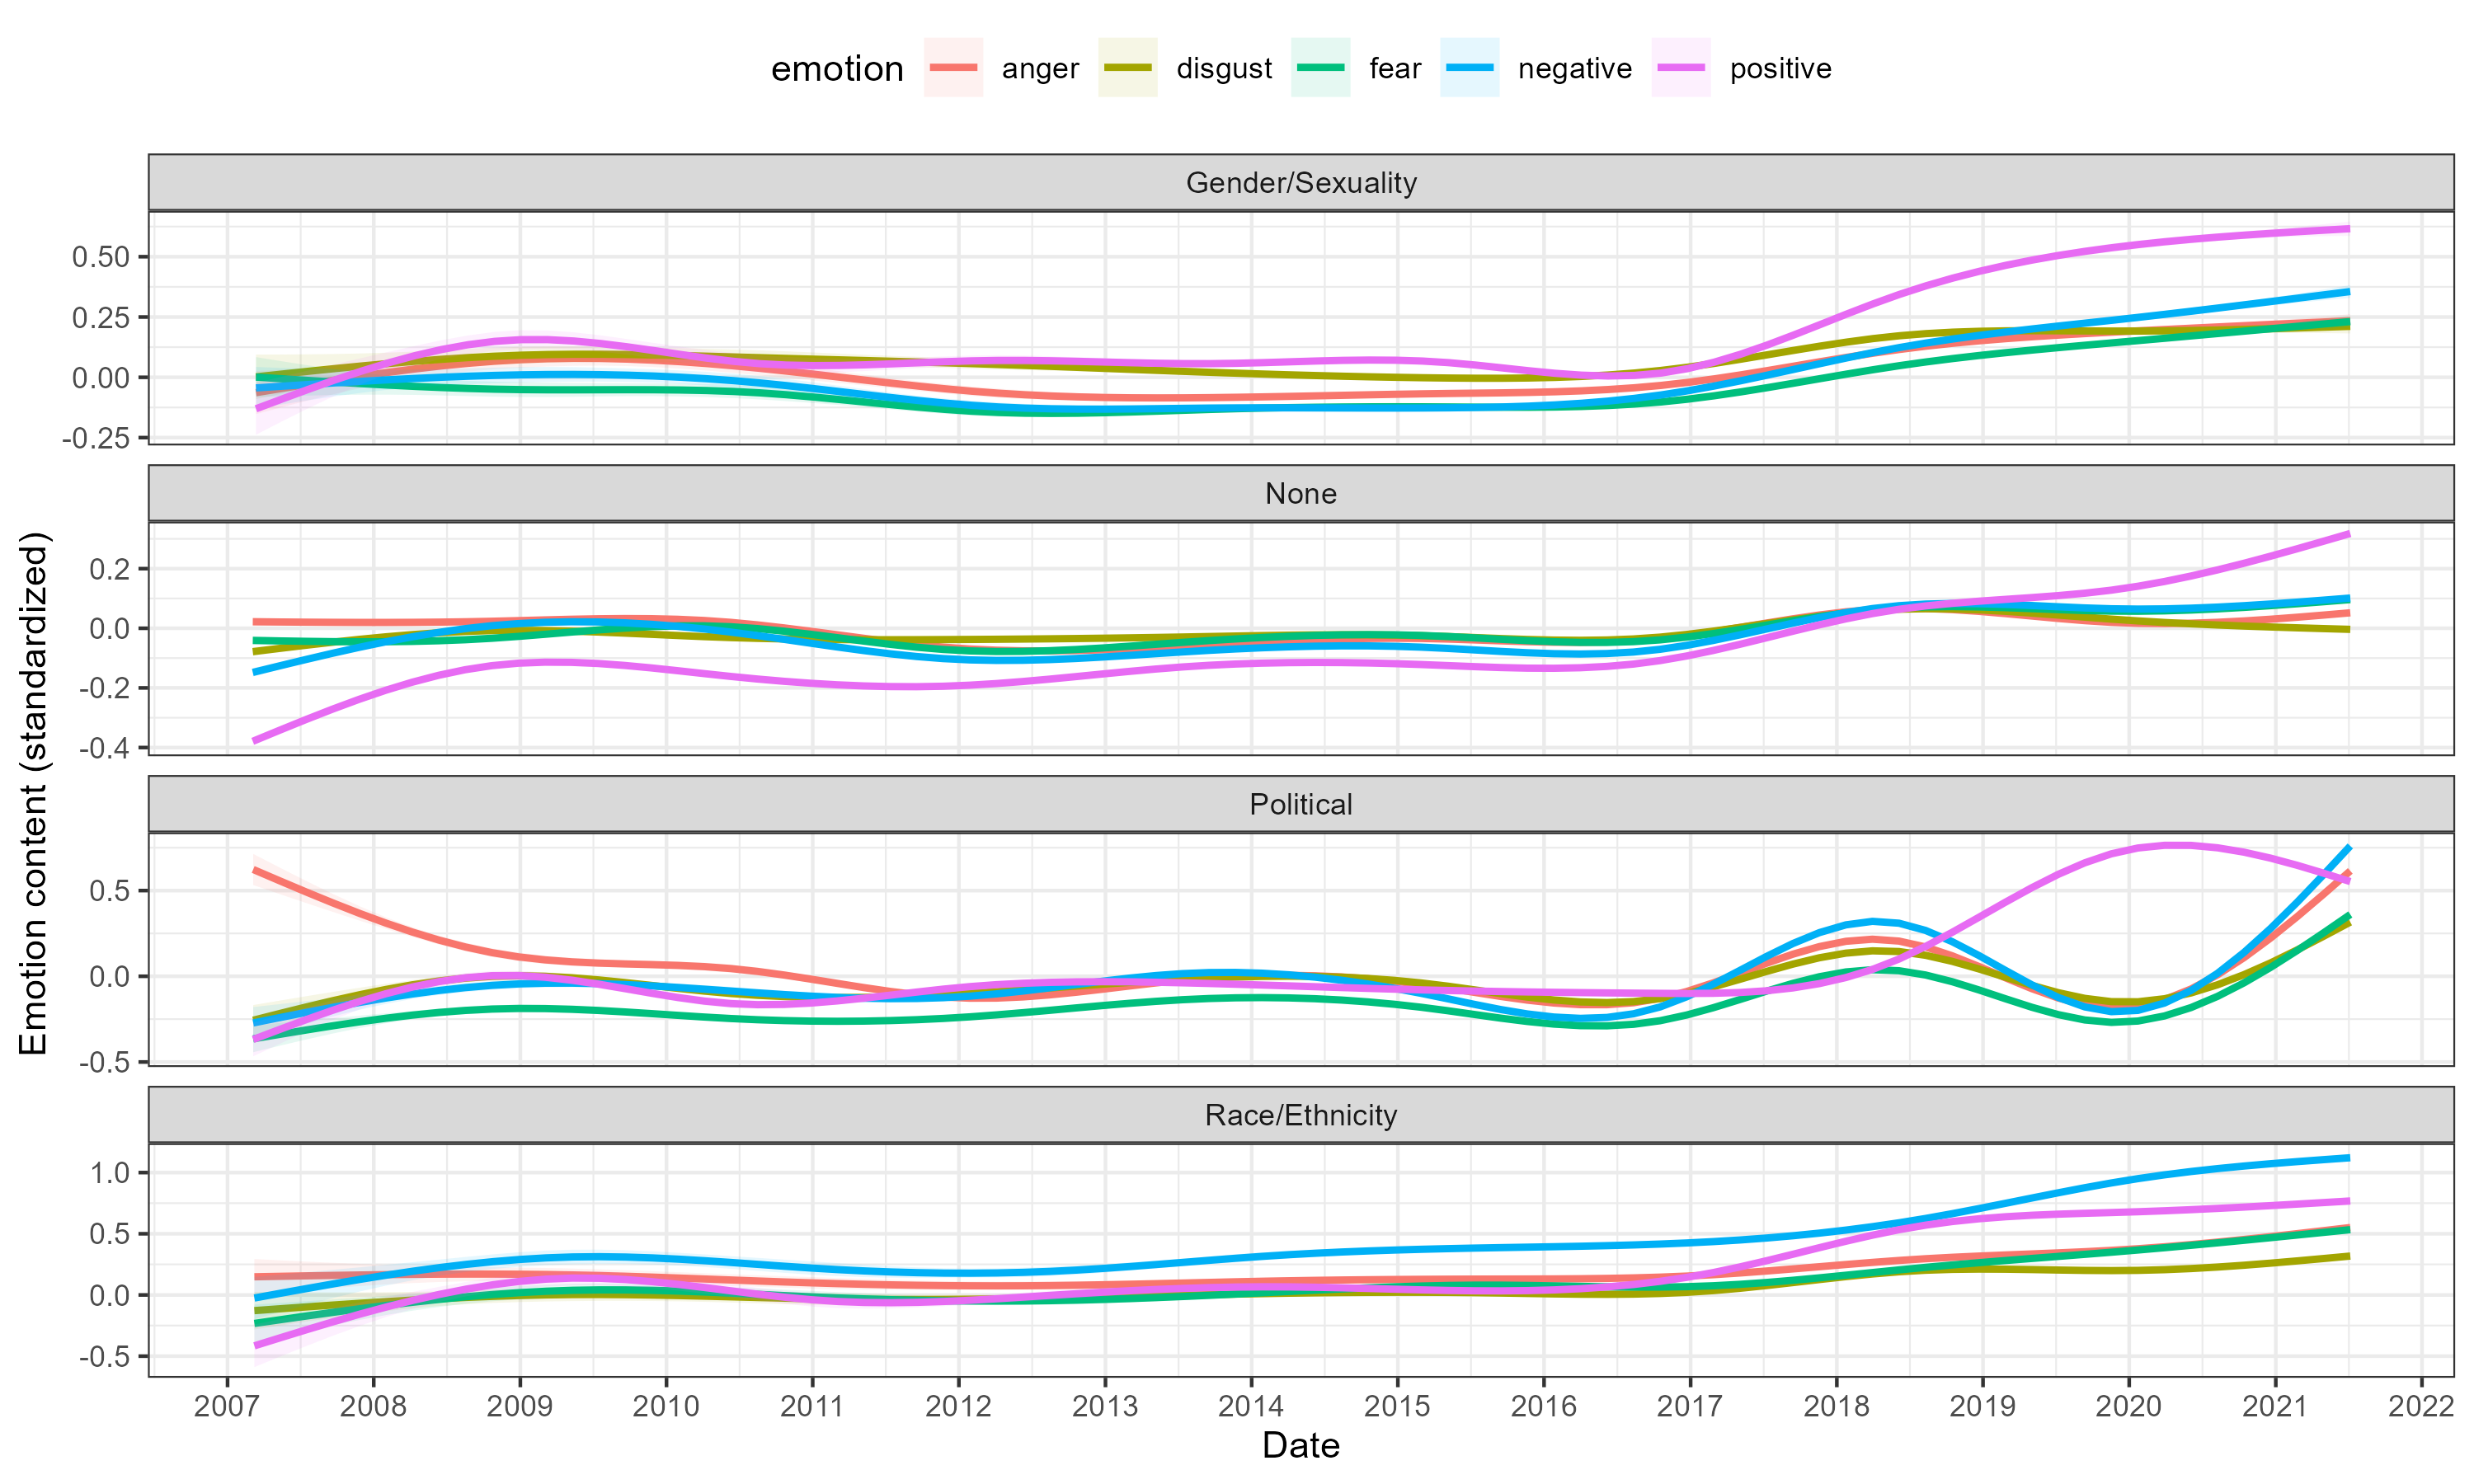 emotion anger disgust fear negative positive
Gender/Sexuality
0.50
0.25
0.00
-0.25
None
0.2
0.0
-0.2
-0.4
Political
0.5
0.0
-0.5
Race/Ethnicity
1.0
0.5
0.0
-0.5
2007 2008 2009 2010 2011 2012 2013 2014 2015 2016 2017 2018 2019 2020 2021 2022
Date
Emotion content (standardized)